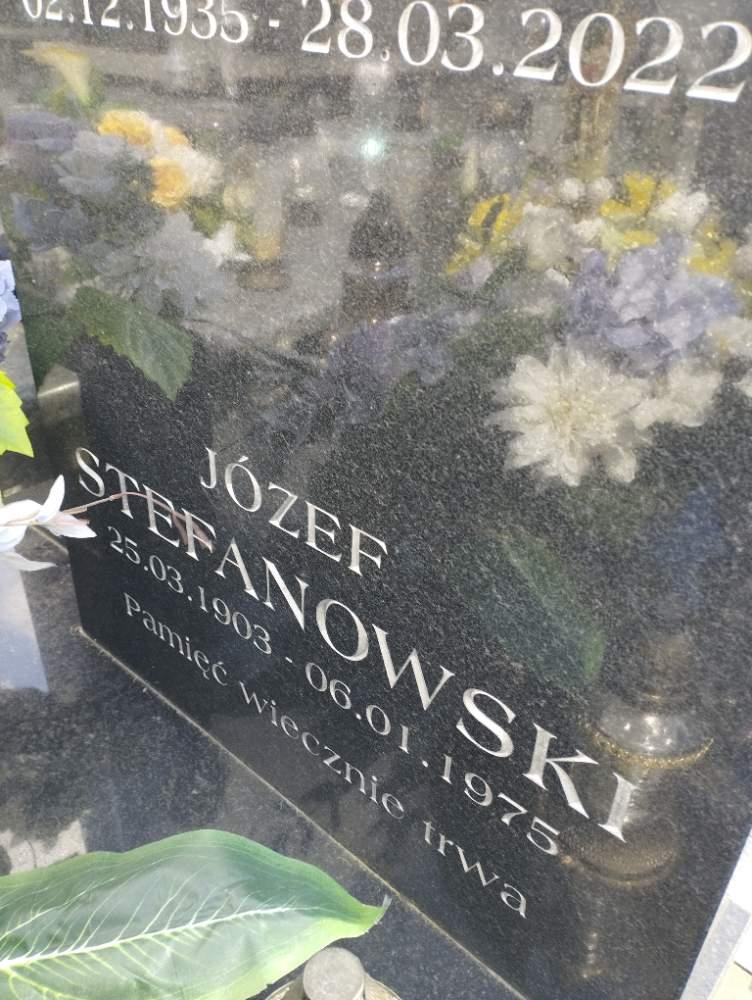 02.12.1935 - 28.03.2022
JÓZEF
STEFANOWSKI
25.03.1903 - 06.01.1975
Pamięć wiecznie trwa